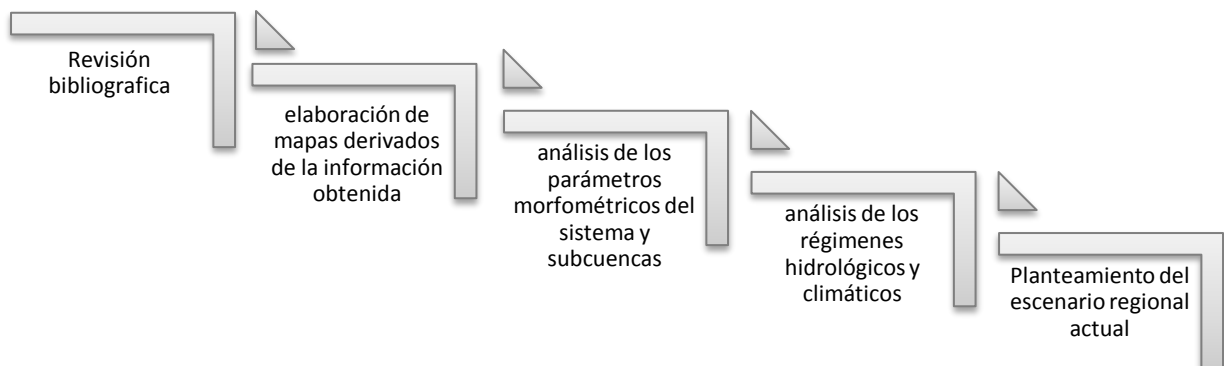 Revisión
bibliografica
elaboración de
mapas derivados
de la información
obtenida
análisis de los
parámetros
morfométricos del
sistema y
subcuencas
análisis de los
régimenes
hidrológicos y
climáticos
Planteamiento del
escenario regional
actual